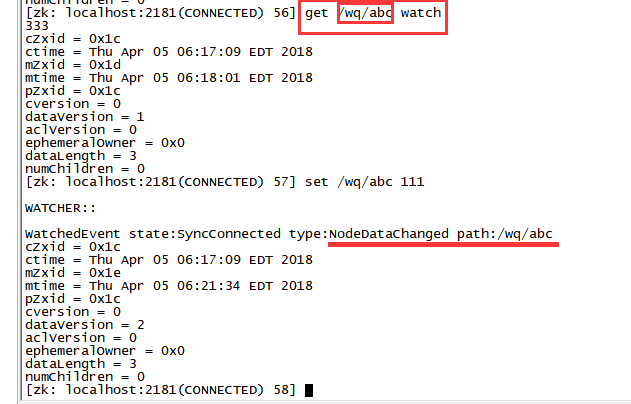 numChildren = 0
[zk: localhost:2181(CONNECTED) 56] get /wq/abc watch
333
cZxid = 0x1c
ctime = Thu Apr 05 06:17:09 EDT 2018
mZxid = 0x1d
mtime = Thu Apr 05 06:18:01 EDT 2018
pZxid = 0x1c
cversion = 0
dataVersion = 1
aclVersion = 0
ephemeralOwner = 0x0
dataLength = 3
numChildren = 0
[zk: localhost:2181(CONNECTED) 57] set /wq/abc 111
WATCHER::
WatchedEvent state:SyncConnected type:NodeDataChanged path:/wq/abc
cZxid = 0x1c
ctime = Thu Apr 05 06:17:09 EDT 2018
mZxid = 0x1e
mtime = Thu Apr 05 06:21:34 EDT 2018
pZxid = 0x1c
cversion = 0
dataVersion = 2
aclVersion = 0
ephemeralOwner = 0x0
dataLength = 3
numChildren = 0
[zk: localhost:2181(CONNECTED) 58]